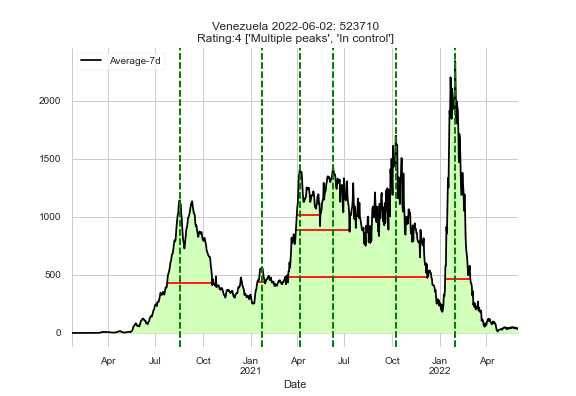 Venezuela 2022-06-02: 523710
Rating:4 ['Multiple peaks', 'In control']
Average-7d
2000
1500
1000
500
0
Apr Jul Oct Jan Apr Jul Oct Jan Apr
2021 2022
Date